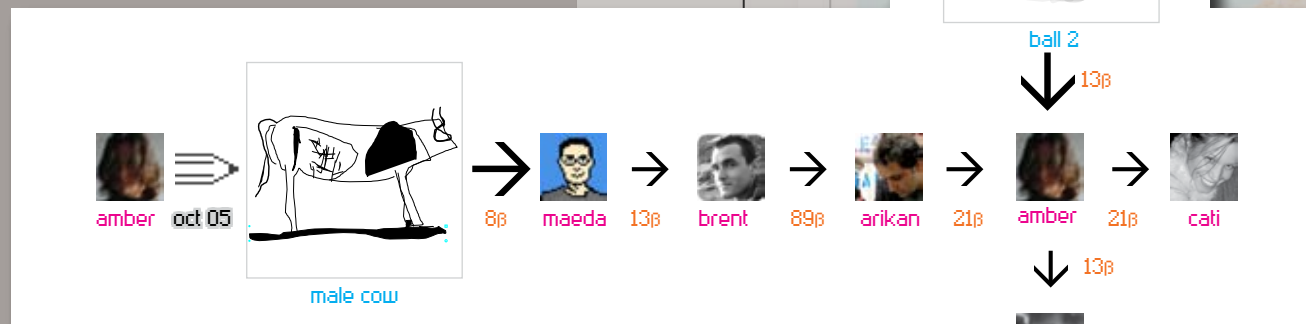 ball 2
13β
amber
oct 05
male cow
8β
maeda
13β
brent
89β
arikan
21β
amber
21β
cati
13β